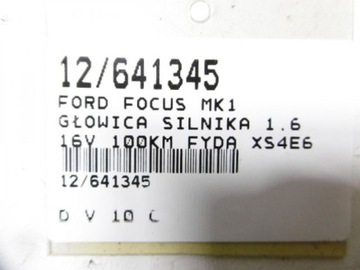 12/641345
FORD FOCUS MK1
GŁOWICA SILNIKA 1.6
16V 100KM FYDA XS4E6
12/641345
D V 10 C